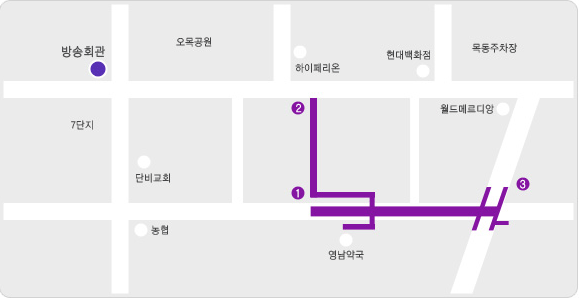 방송회관
오목공원
하이페리온
현대백화점
목동주차장
2
월드메르디앙
7단지
단비교회
1
3
농협
영남약국